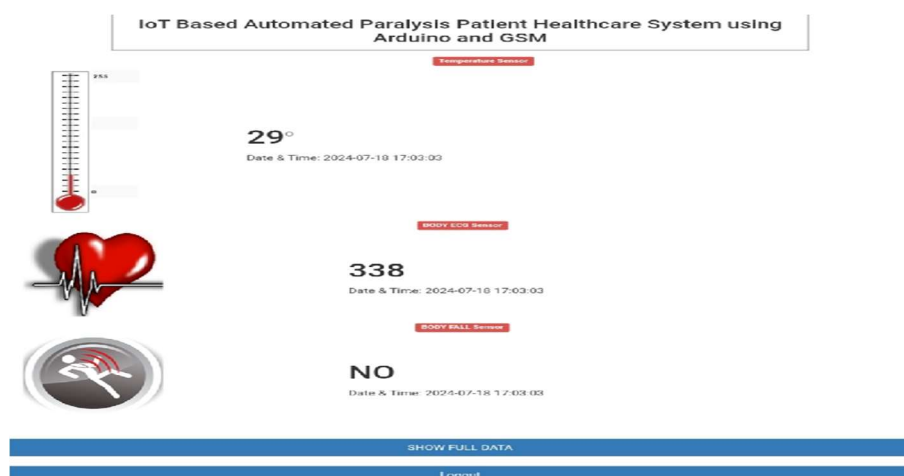 IoT Based Automated Paralysis Patient Healthcare System using
Arduino and GSM
Temperature Sensor
255
29°
Date & Time: 2024-07-18 17:03:03
0
BODY ECG Sensor
338
Date & Time: 2024-07-18 17:03:03
BODY FALL Sensor
NO
Date & Time: 2024-07-18 17:03:03
SHOW FULL DATA
Logout